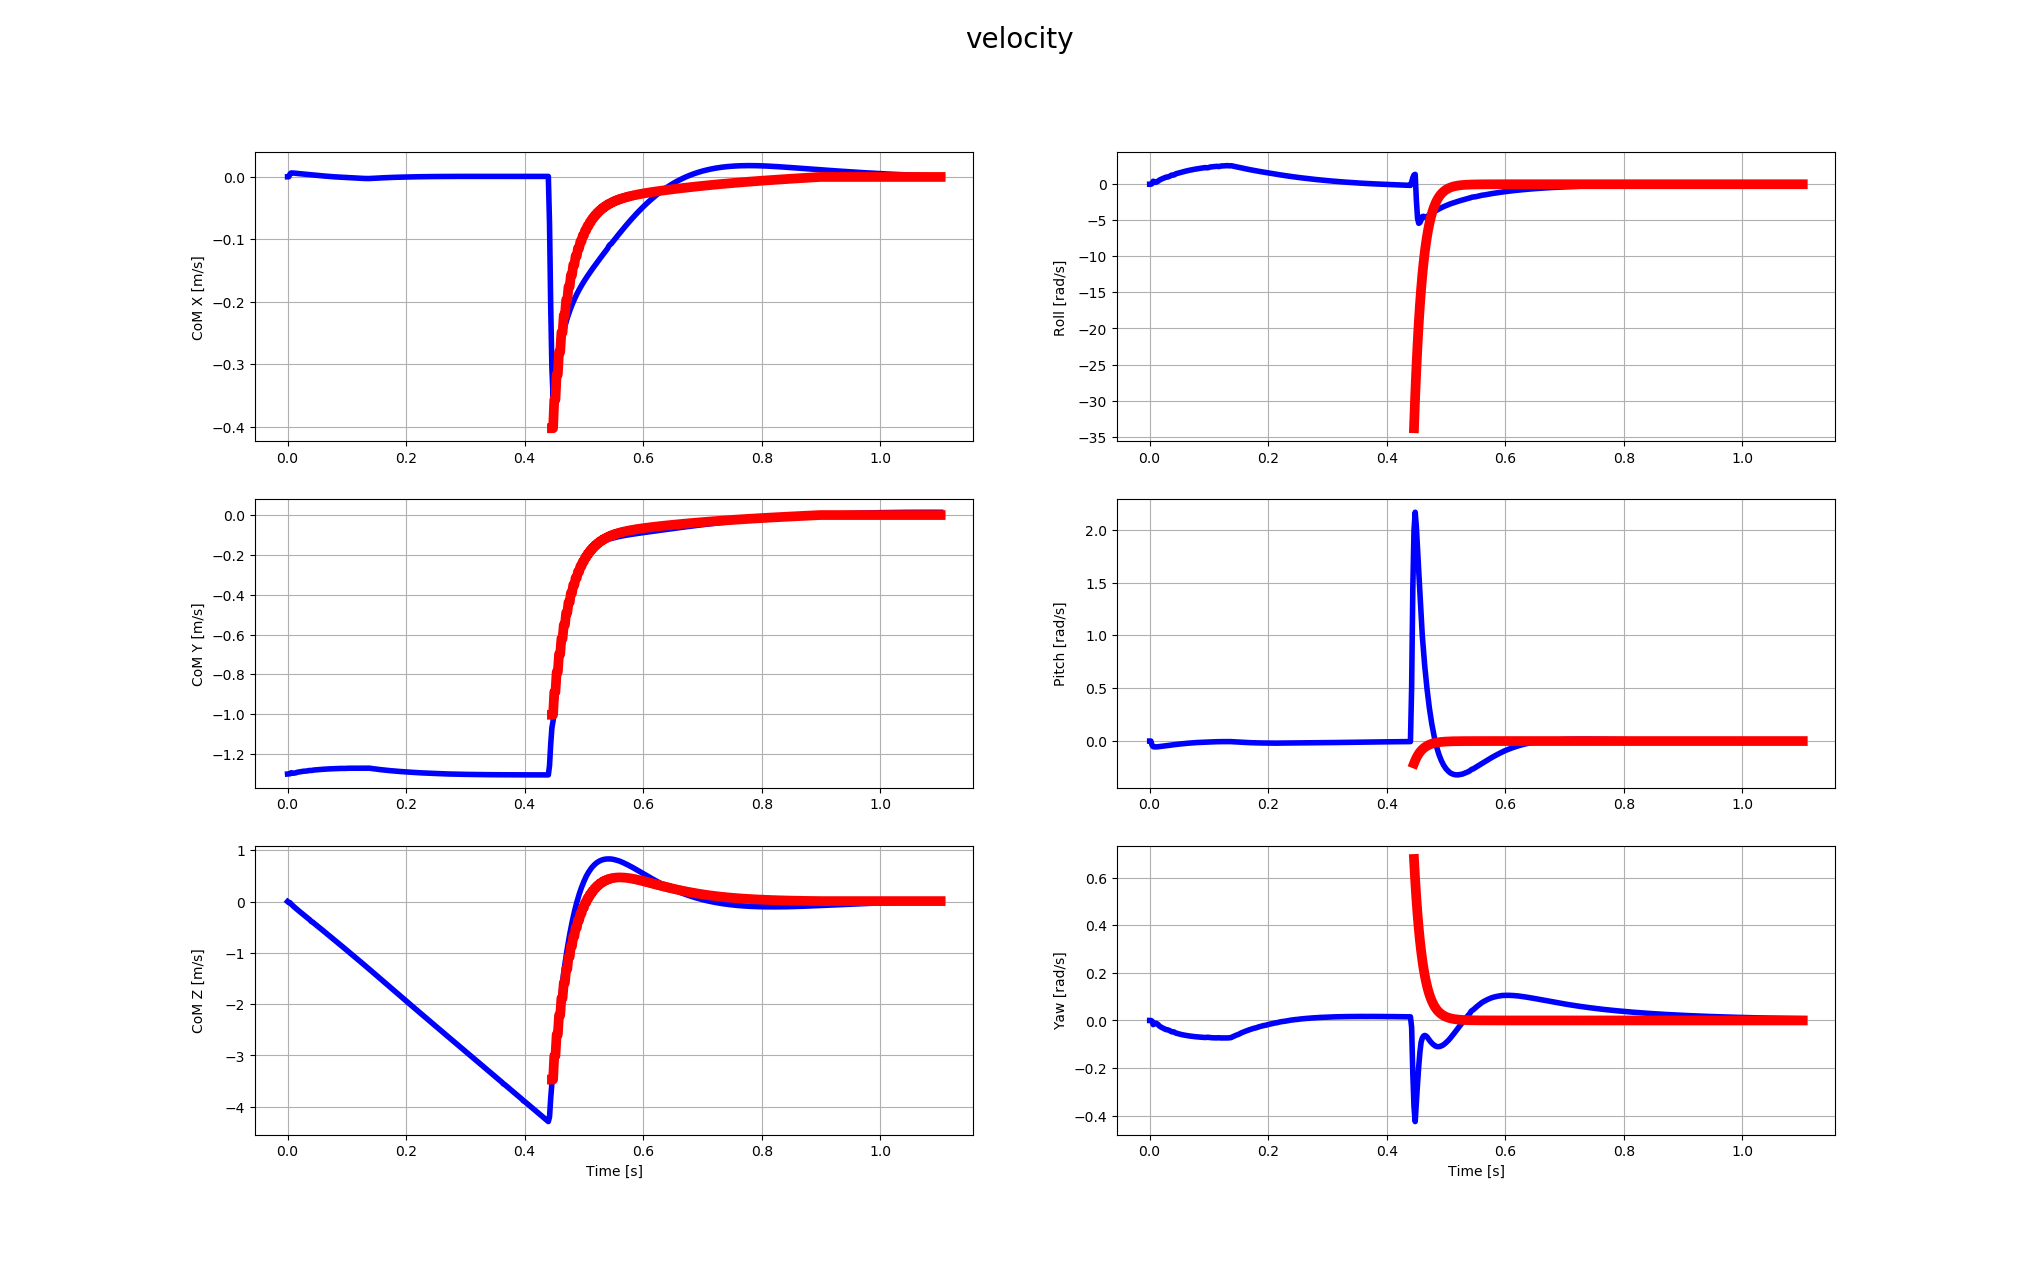 velocity
CoM X [m/s]
0.0
−0.1
−0.2
−0.3
−0.4
0.0 0.2 0.4 0.6 0.8 1.0
Roll [rad/s]
0
−5
−10
−15
−20
−25
−30
−35
0.0 0.2 0.4 0.6 0.8 1.0
CoM Y [m/s]
0.0
−0.2
−0.4
−0.6
−0.8
−1.0
−1.2
0.0 0.2 0.4 0.6 0.8 1.0
Pitch [rad/s]
2.0
1.5
1.0
0.5
0.0
0.0 0.2 0.4 0.6 0.8 1.0
CoM Z [m/s]
1
0
−1
−2
−3
−4
0.0 0.2 0.4 0.6 0.8 1.0
Time [s]
Yaw [rad/s]
0.6
0.4
0.2
0.0
−0.2
−0.4
0.0 0.2 0.4 0.6 0.8 1.0
Time [s]